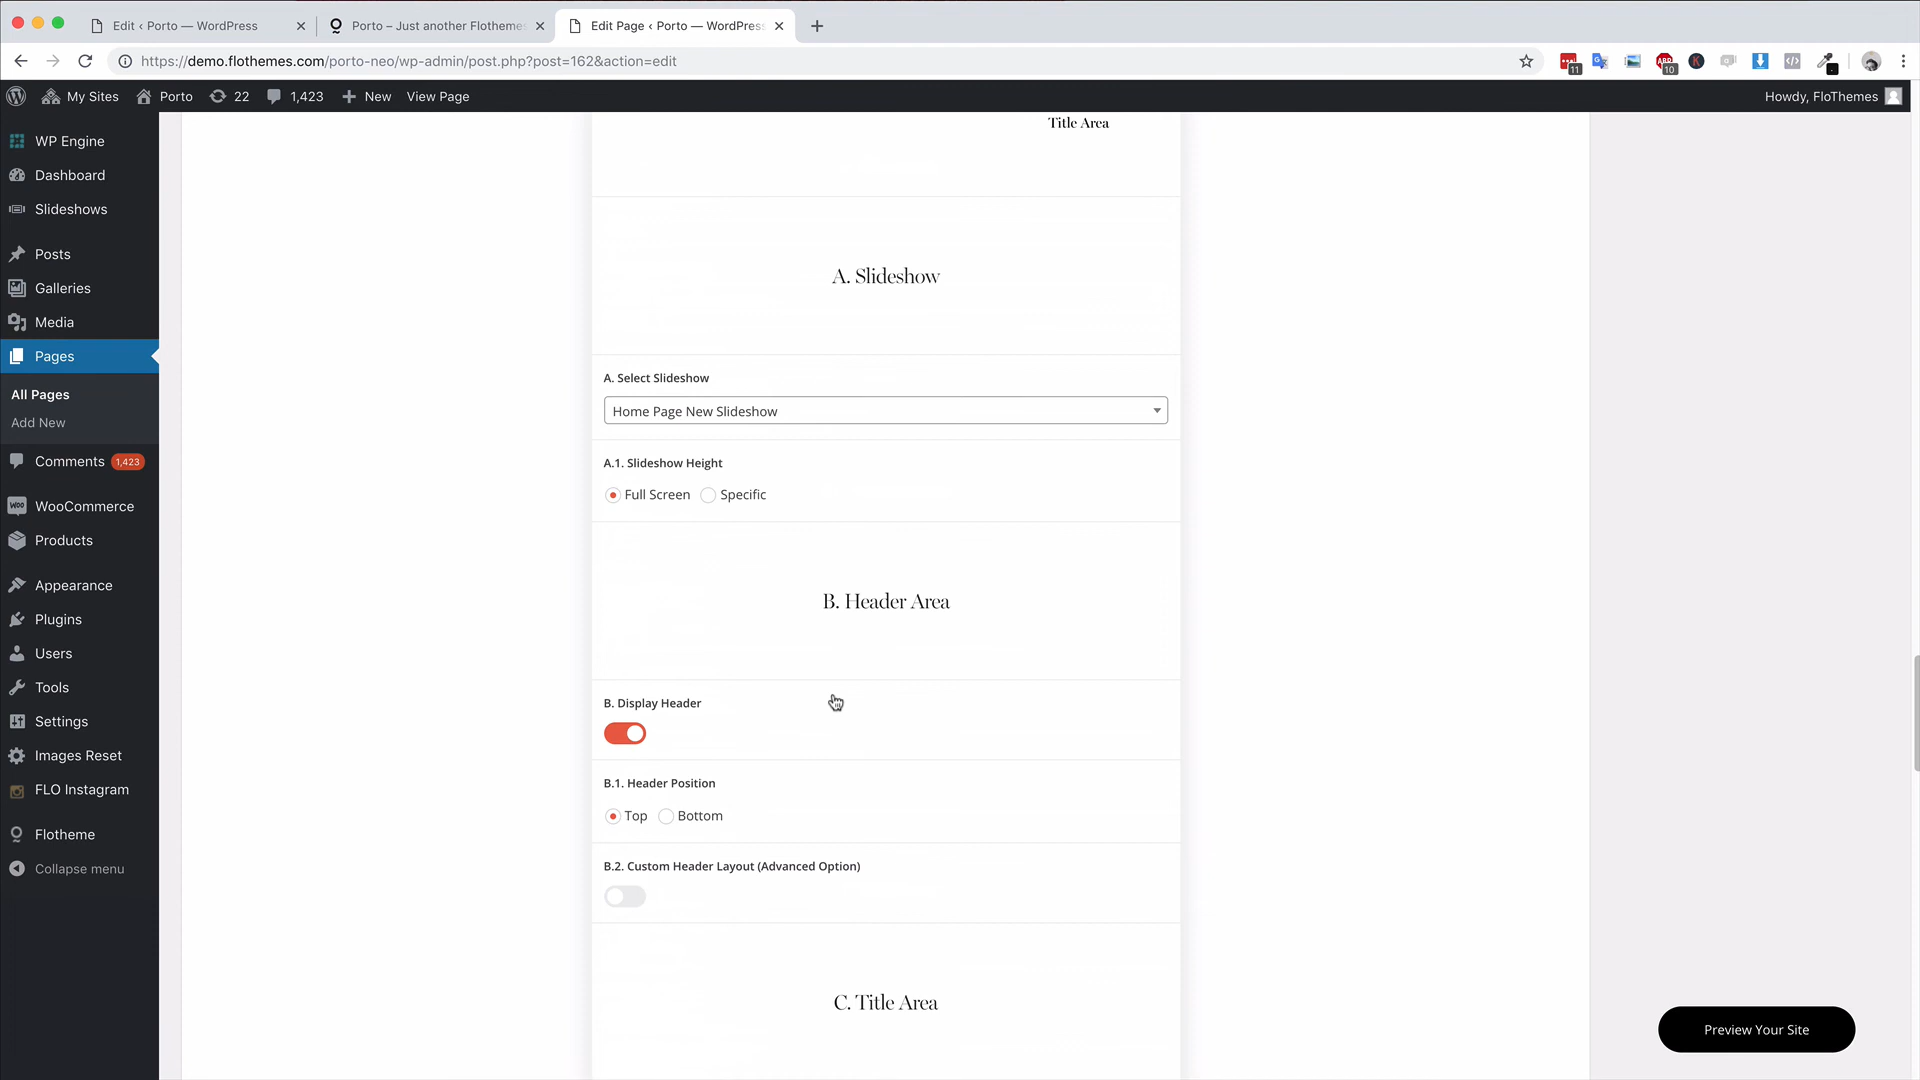 Edit ‹ Porto — WordPress
Porto – Just another Flothemes
Edit Page ‹ Porto — WordPress
https://demo.flothemes.com/porto-neo/wp-admin/post.php?post=162&action=edit
11
10
My Sites
Porto
22
1,423
New
View Page
Howdy, FloThemes
WP Engine
Dashboard
Slideshows
Posts
Galleries
Media
Pages
All Pages
Add New
Comments 1,423
WooCommerce
Products
Appearance
Plugins
Users
Tools
Settings
Images Reset
FLO Instagram
Flotheme
Collapse menu
Title Area
A. Slideshow
A. Select Slideshow
Home Page New Slideshow
A.1. Slideshow Height
Full Screen
Specific
B. Header Area
B. Display Header
B.1. Header Position
Top
Bottom
B.2. Custom Header Layout (Advanced Option)
C. Title Area
Preview Your Site